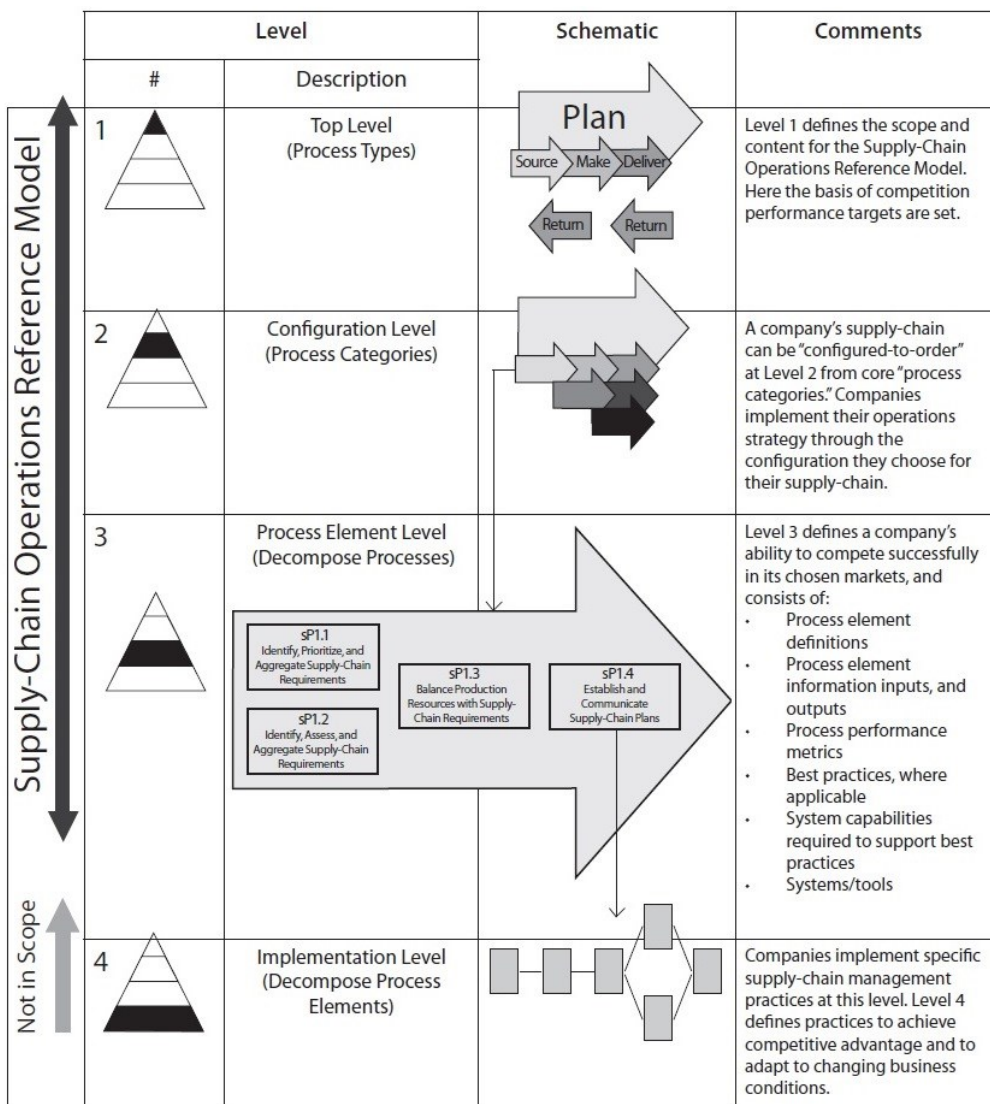 Level
Schematic
Comments
#
Description
Supply-Chain Operations Reference Model
Not in Scope
1
Top Level
(Process Types)
Plan
Source
Make
Deliver
Return
Return
Level 1 defines the scope and
content for the Supply-Chain
Operations Reference Model.
Here the basis of competition
performance targets are set.
2
Configuration Level
(Process Categories)
A company's supply-chain
can be "configured-to-order"
at Level 2 from core "process
categories." Companies
implement their operations
strategy through the
configuration they choose for
their supply-chain.
3
Process Element Level
(Decompose Processes)
sP1.1
Identify, Prioritize, and
Aggregate Supply-Chain
Requirements
sP1.2
Identify, Assess, and
Aggregate Supply-Chain
Requirements
sP1.3
Balance Production
Resources with Supply-
Chain Requirements
sP1.4
Establish and
Communicate
Supply-Chain Plans
Level 3 defines a company's
ability to compete successfully
in its chosen markets, and
consists of:
• Process element
definitions
• Process element
information inputs, and
outputs
• Process performance
metrics
• Best practices, where
applicable
• System capabilities
required to support best
practices
• Systems/tools
4
Implementation Level
(Decompose Process
Elements)
Companies implement specific
supply-chain management
practices at this level. Level 4
defines practices to achieve
competitive advantage and to
adapt to changing business
conditions.